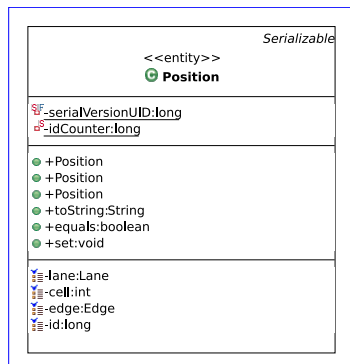 Serializable
<<entity>>
C Position
SF -serialVersionUID:long
S -idCounter:long
+Position
+Position
+Position
+toString:String
+equals:boolean
+set:void
-lane:Lane
-cell:int
-edge:Edge
-id:long